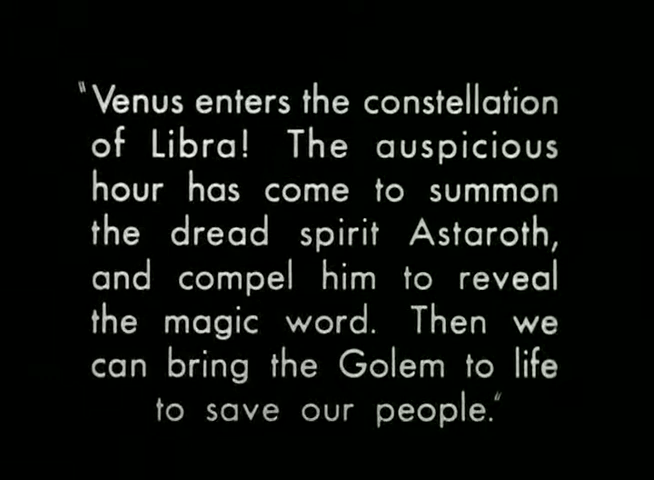 "Venus enters the constellation
of Libra! The auspicious
hour has come to summon
the dread spirit Astaroth,
and compel him to reveal
the magic word. Then we
can bring the Golem to life
to save our people."